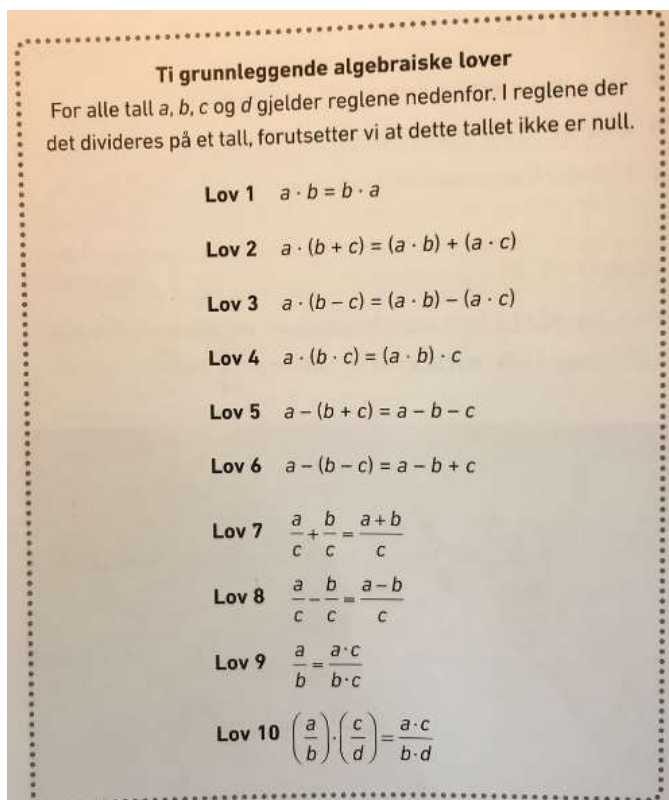 Ti grunnleggende algebraiske lover
For alle tall a, b, c og d gjelder reglene nedenfor. I reglene der
det divideres på et tall, forutsetter vi at dette tallet ikke er null.
Lov 1 a · b = b · a
Lov 2 a · (b + c) = (a · b) + (a · c)
Lov 3 a · (b – c) = (a · b) – (a · c)
Lov 4 a · (b · c) = (a · b) · c
Lov 5 a – (b + c) = a – b – c
Lov 6 a – (b – c) = a – b + c
Lov 7 a/c + b/c = (a+b)/c
Lov 8 a/c – b/c = (a–b)/c
Lov 9 a/b = (a·c)/(b·c)
Lov 10 (a/b)·(c/d) = (a·c)/(b·d)